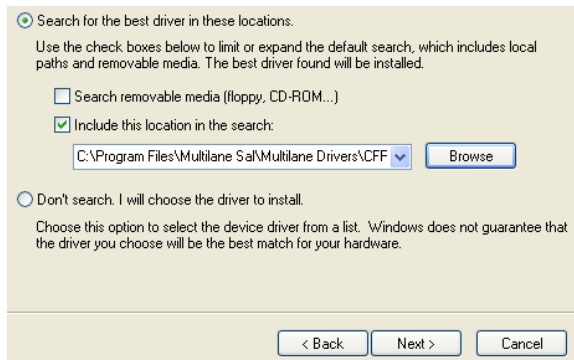 Search for the best driver in these locations.
Use the check boxes below to limit or expand the default search, which includes local
paths and removable media. The best driver found will be installed.
Search removable media (floppy, CD-ROM...)
Include this location in the search:
C:\Program Files\Multilane Sal\Multilane Drivers\CFF
Browse
Don't search. I will choose the driver to install.
Choose this option to select the device driver from a list. Windows does not guarantee that
the driver you choose will be the best match for your hardware.
< Back Next > Cancel